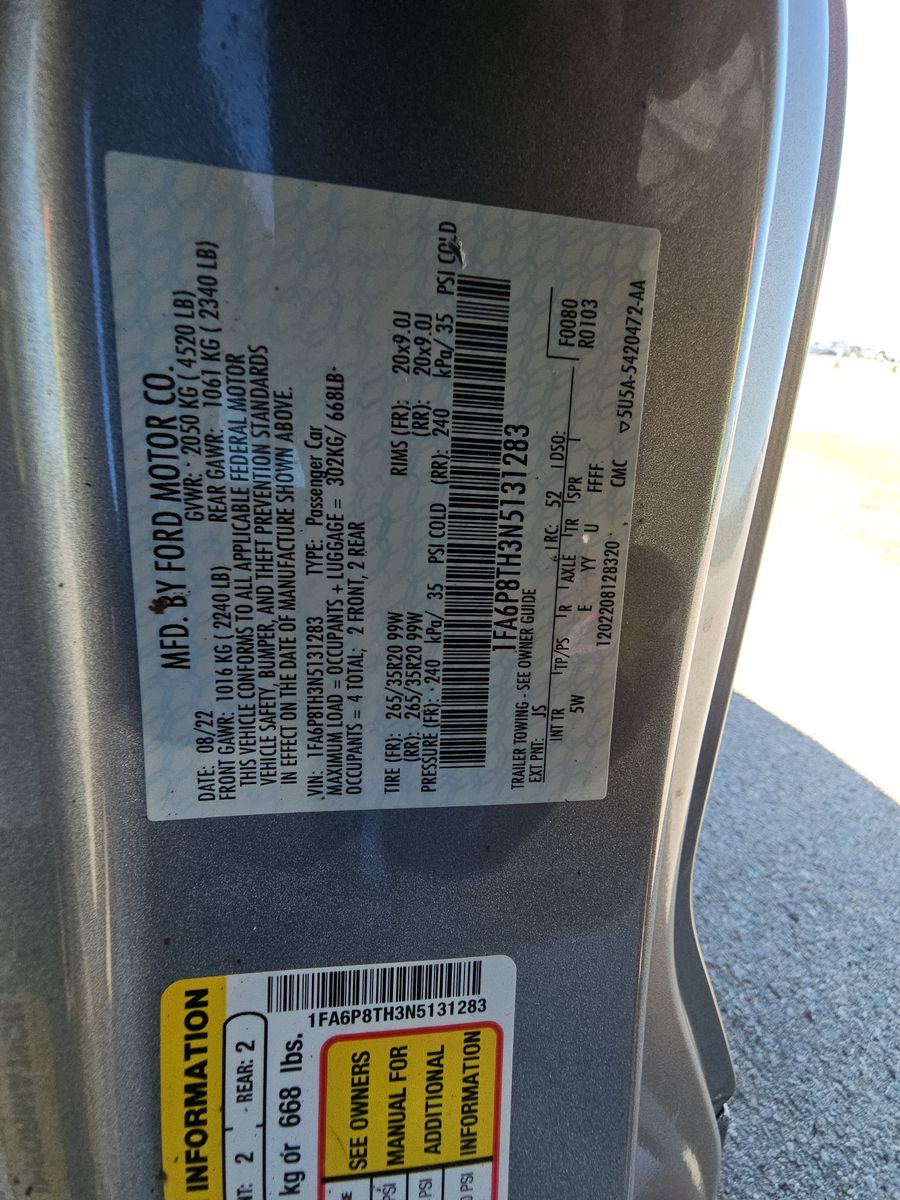 MFD. BY FORD MOTOR CO.
DATE: 08/22 GVWR: 2050 KG ( 4520 LB)
FRONT GAWR: 1016 KG ( 2240 LB) REAR GAWR: 1061 KG ( 2340 LB)
THIS VEHICLE CONFORMS TO ALL APPLICABLE FEDERAL MOTOR
VEHICLE SAFETY, BUMPER, AND THEFT PREVENTION STANDARDS
IN EFFECT ON THE DATE OF MANUFACTURE SHOWN ABOVE.
VIN: 1FA6P8TH3N5131283 TYPE: Passenger Car
MAXIMUM LOAD = OCCUPANTS + LUGGAGE = 302KG/ 668LB
OCCUPANTS = 4 TOTAL; 2 FRONT, 2 REAR
TIRE (FR): 265/35R20 99W RIMS (FR): 20x9.0J
(RR): 265/35R20 99W (RR): 20x9.0J
PRESSURE (FR): 240 kPa/ 35 PSI COLD (RR): 240 kPa/ 35 PSI COLD
1FA6P8TH3N5131283
TRAILER TOWING - SEE OWNER GUIDE
EXT PNT: JS RC: 52 DSO: F0080
INT TR TP/PS R AXLE TR SPR R0103
5W E YY U FFFF
1202208128320 CMC ▽5U5A-5420472-AA
INFORMATION
NT: 2 REAR: 2
kg or 668 lbs.
1FA6P8TH3N5131283
SEE OWNERS
MANUAL FOR
ADDITIONAL
INFORMATION
PSI
PSI
PSI